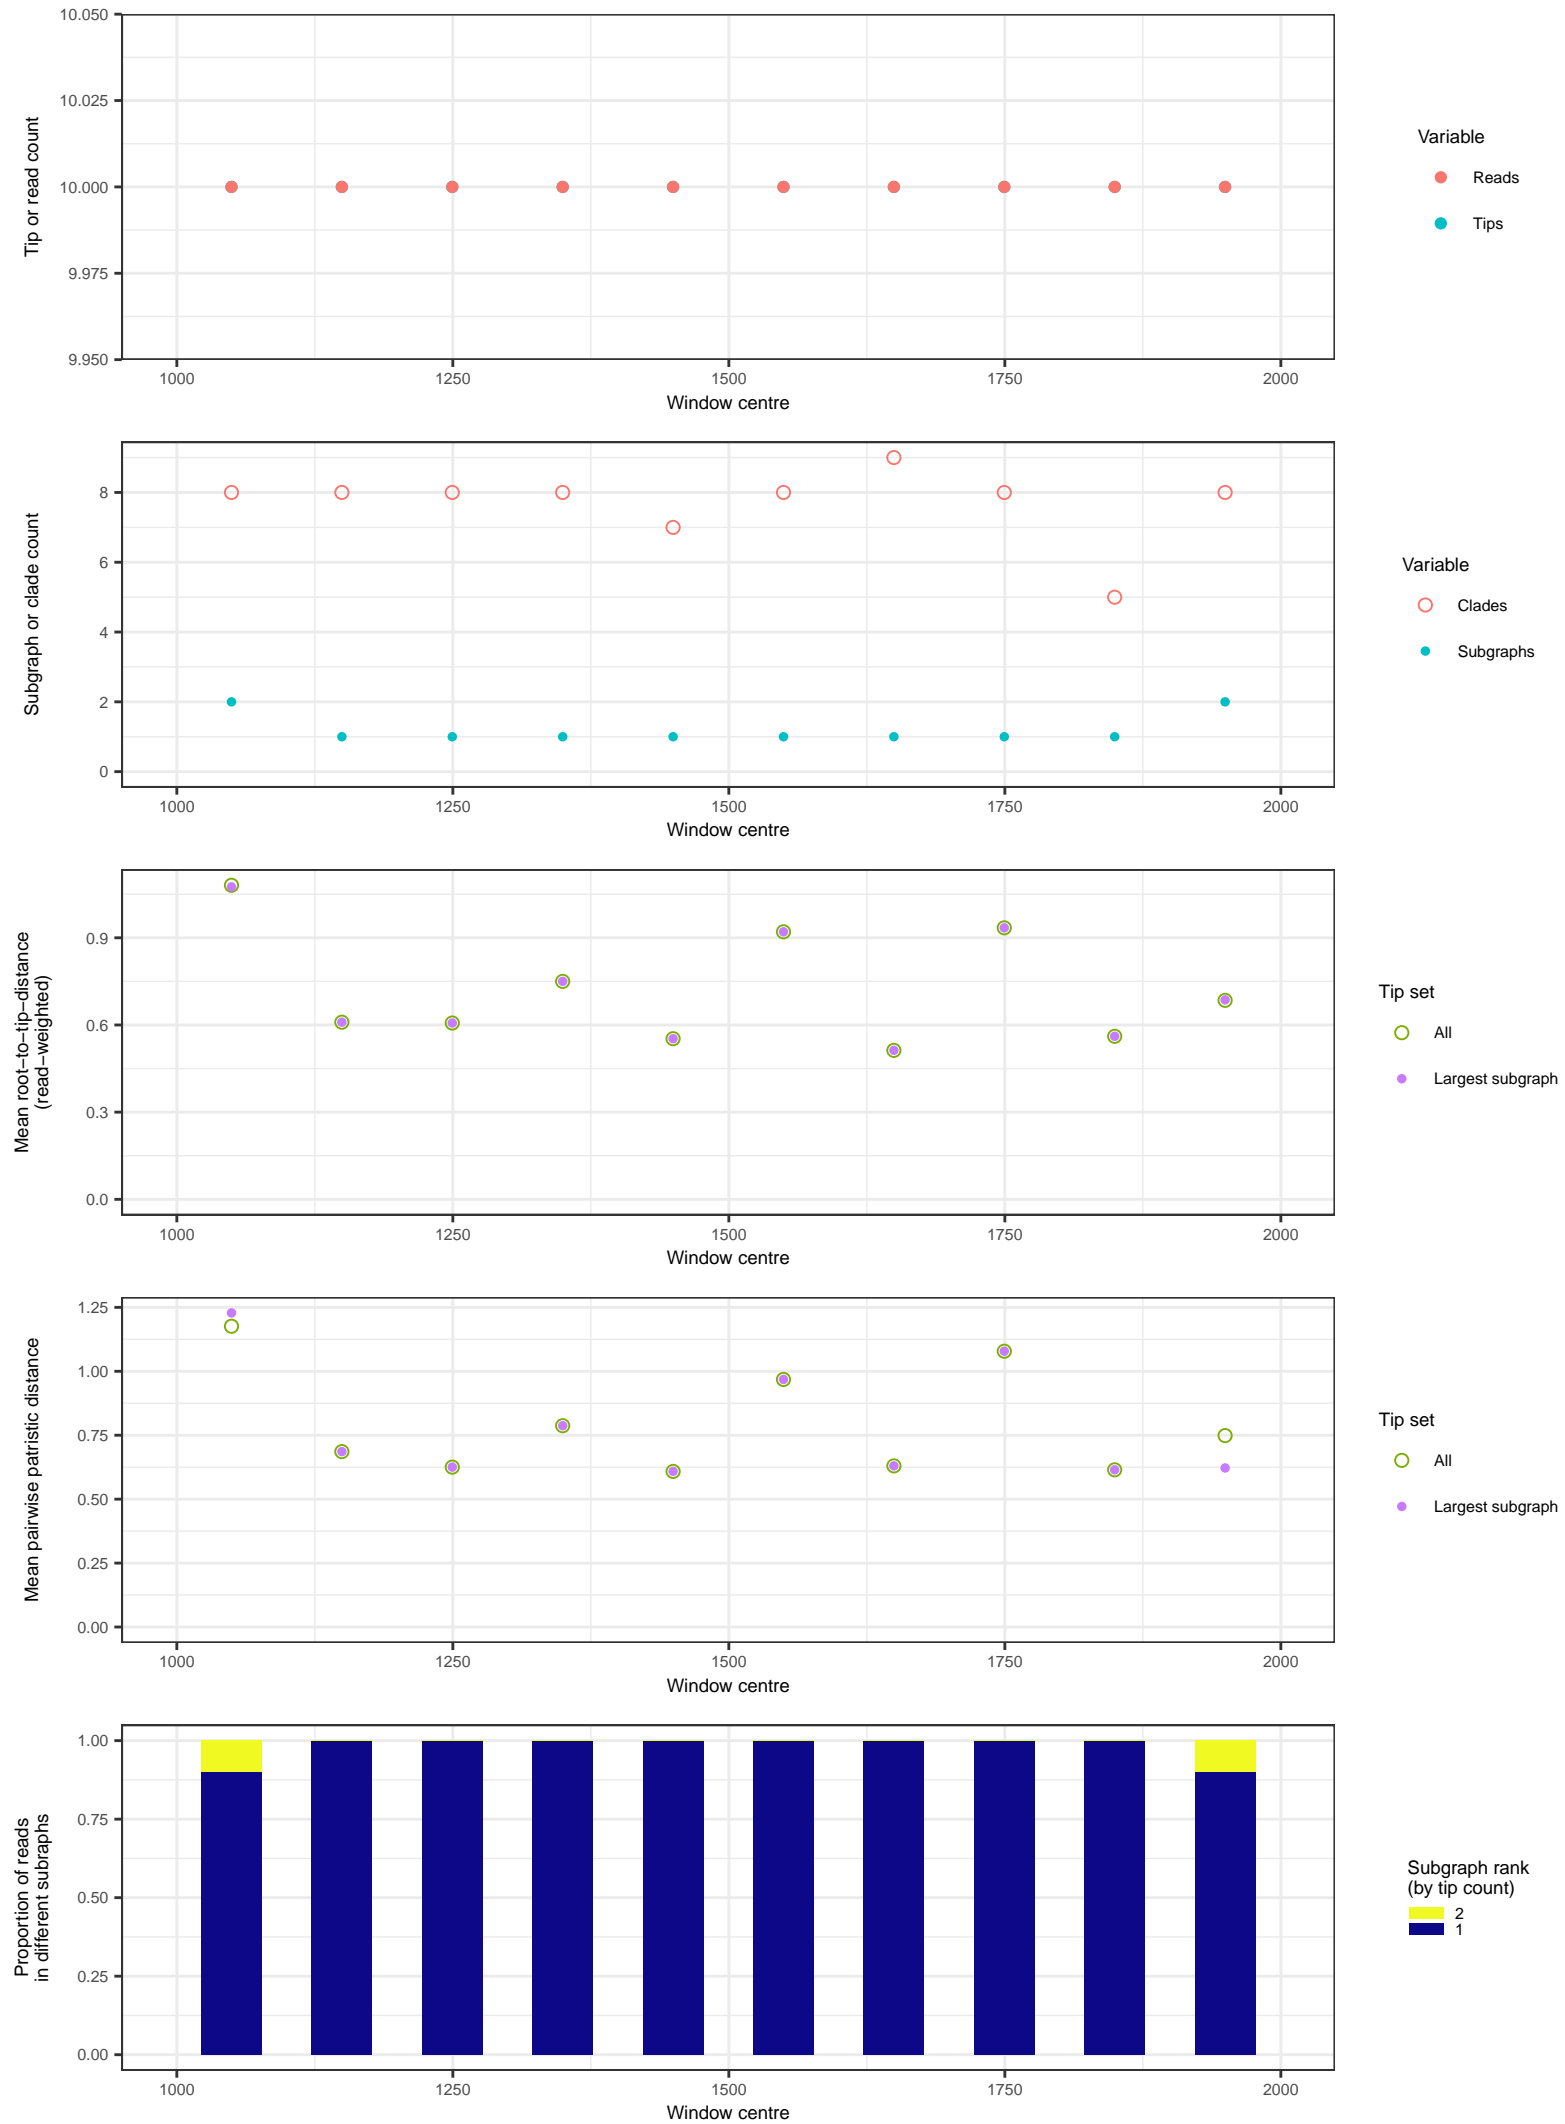 10.050
10.025
10.000
9.975
9.950
Tip or read count
1000 1250 1500 1750 2000
Window centre
Variable
Reads
Tips
8
6
4
2
0
Subgraph or clade count
1000 1250 1500 1750 2000
Window centre
Variable
Clades
Subgraphs
0.9
0.6
0.3
0.0
Mean root−to−tip−distance
(read−weighted)
1000 1250 1500 1750 2000
Window centre
Tip set
All
Largest subgraph
1.25
1.00
0.75
0.50
0.25
0.00
Mean pairwise patristic distance
1000 1250 1500 1750 2000
Window centre
Tip set
All
Largest subgraph
1.00
0.75
0.50
0.25
0.00
Proportion of reads
in different subraphs
1000 1250 1500 1750 2000
Window centre
Subgraph rank
(by tip count)
2
1